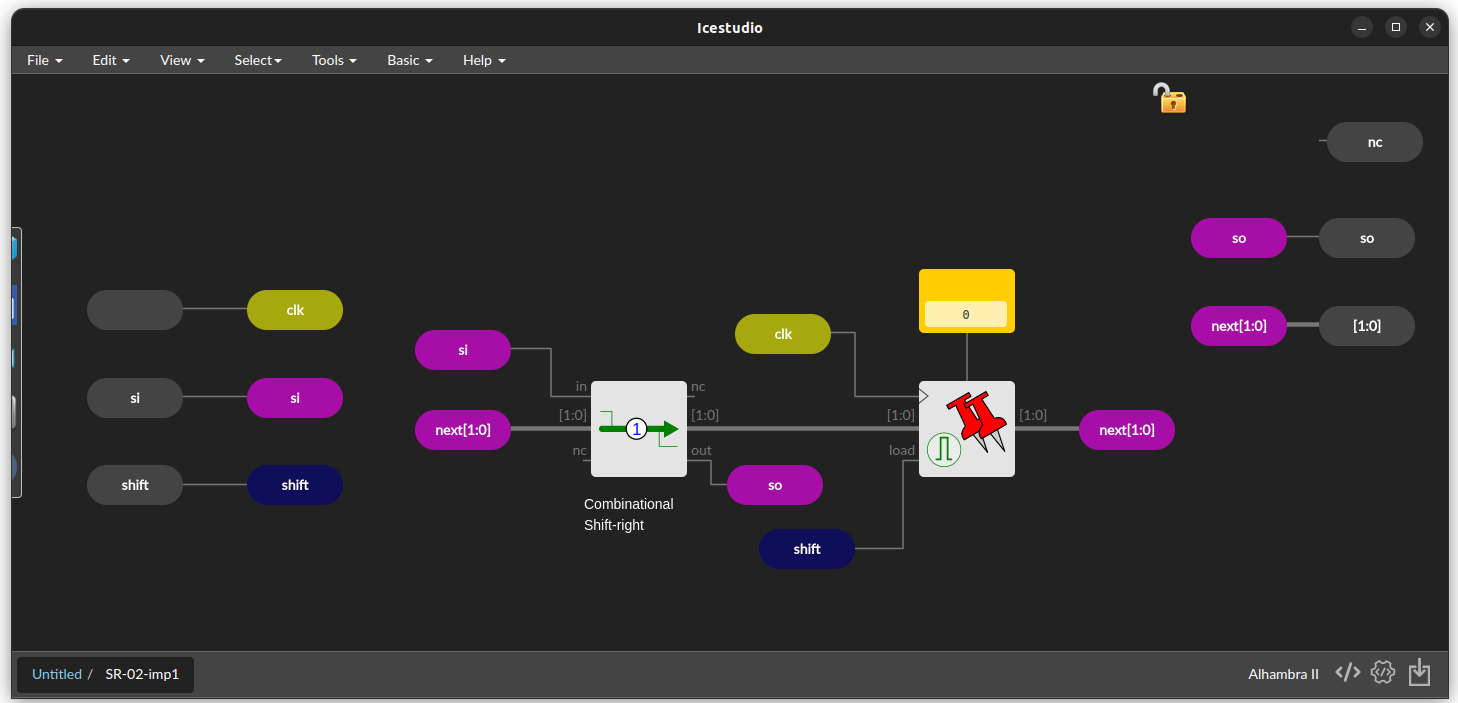 Icestudio
File Edit View Select Tools Basic Help
nc
so so
next[1:0] [1:0]
clk
si si
shift shift
si
next[1:0]
in nc
[1:0] [1:0]
nc out
1
Combinational
Shift-right
so
clk
0
[1:0] [1:0]
load
shift
next[1:0]
Untitled / SR-02-imp1
Alhambra II